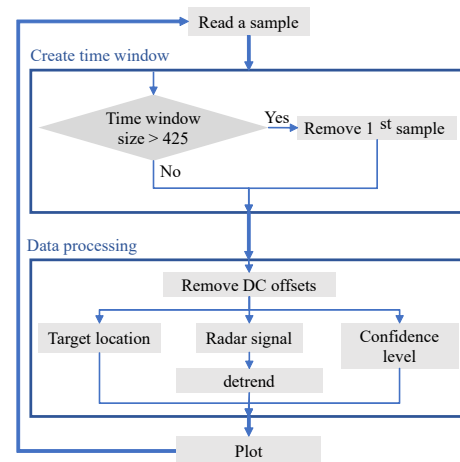 Read a sample
Create time window
Time window
size > 425
Yes
Remove 1 st sample
No
Data processing
Remove DC offsets
Target location
Radar signal
Confidence
level
detrend
Plot